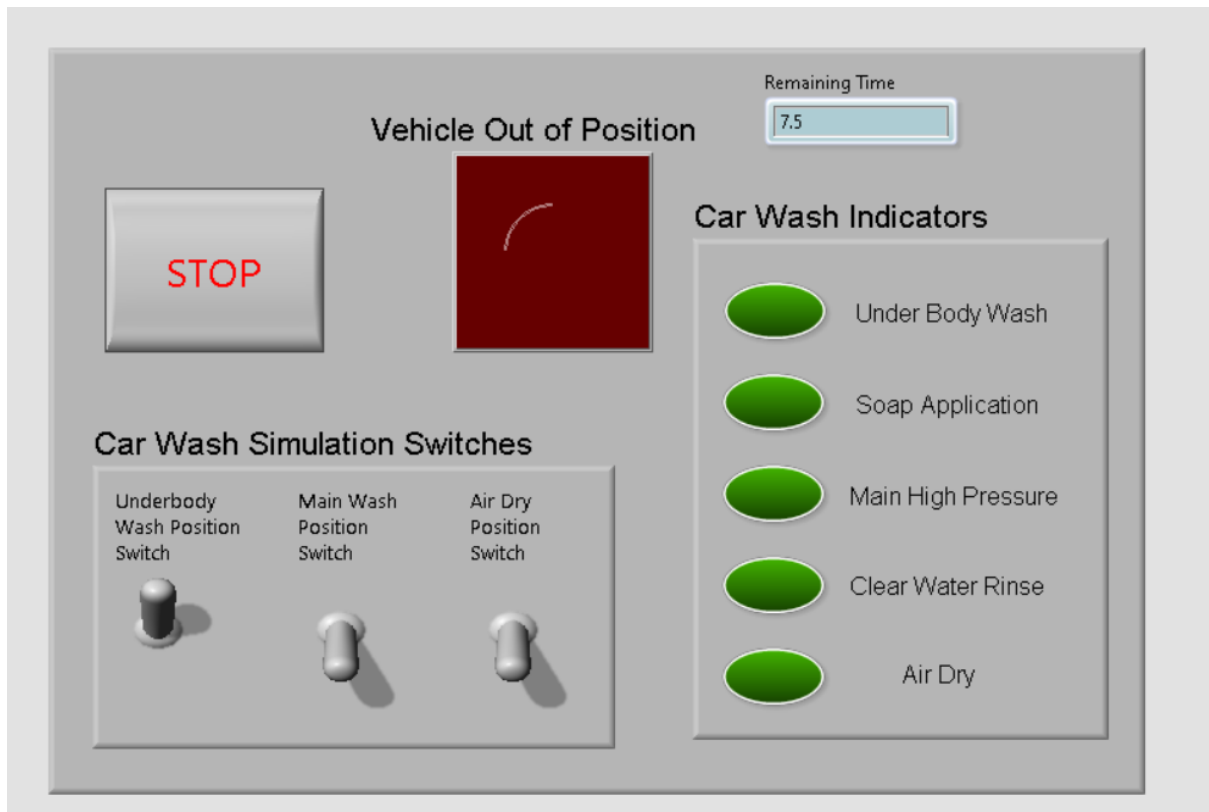 Remaining Time
7.5
Vehicle Out of Position
STOP
Car Wash Indicators
Under Body Wash
Soap Application
Main High Pressure
Clear Water Rinse
Air Dry
Car Wash Simulation Switches
Underbody
Wash Position
Switch
Main Wash
Position
Switch
Air Dry
Position
Switch